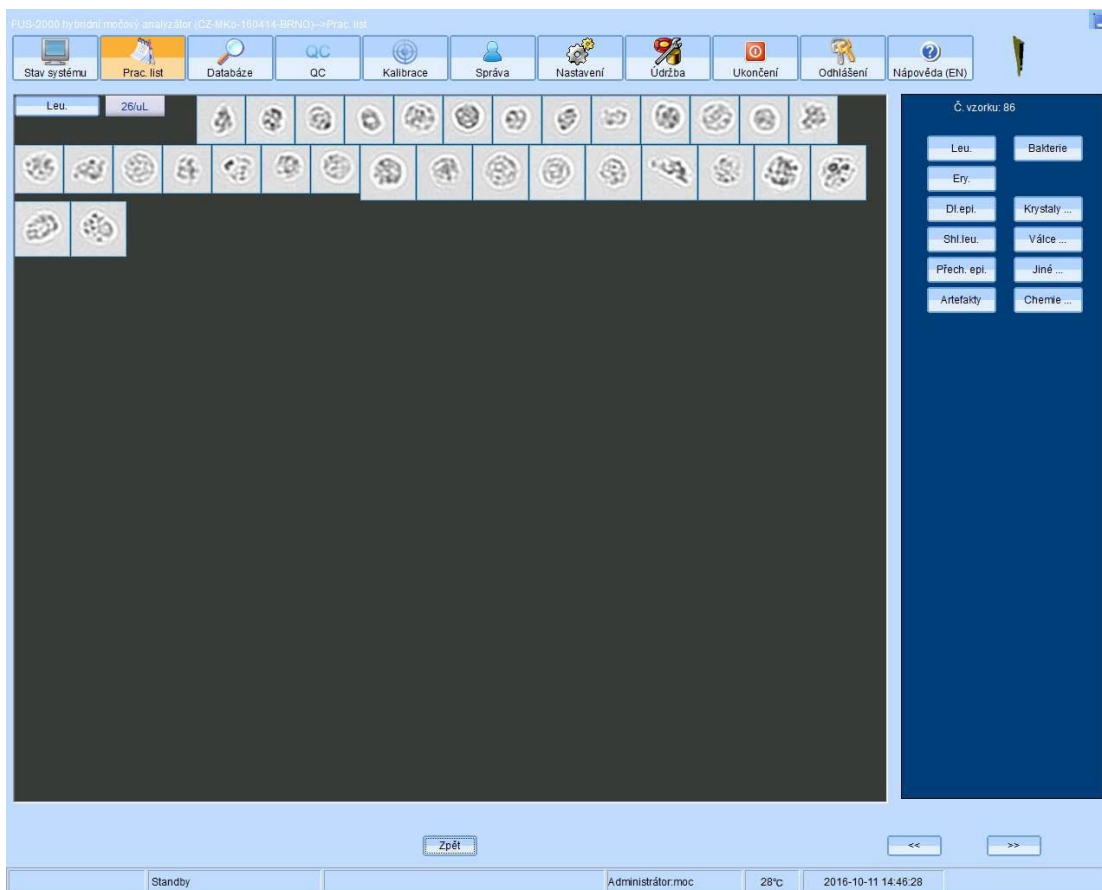 FUS-2000 hybridní močový analyzátor (CZ-MKo-160414-BRNO)-->Prac. list
Stav systému
Prac. list
Databáze
QC
QC
Kalibrace
Správa
Nastavení
Údržba
Ukončení
Odhlášení
Nápověda (EN)
Leu. 26/uL
Č. vzorku: 86
Leu. Bakterie
Ery.
Dl.epi. Krystaly ...
Shl.leu. Válce ...
Přech. epi. Jiné ...
Artefakty Chemie ...
Zpět << >>
Standby Administrátor:moc 28°C 2016-10-11 14:46:28